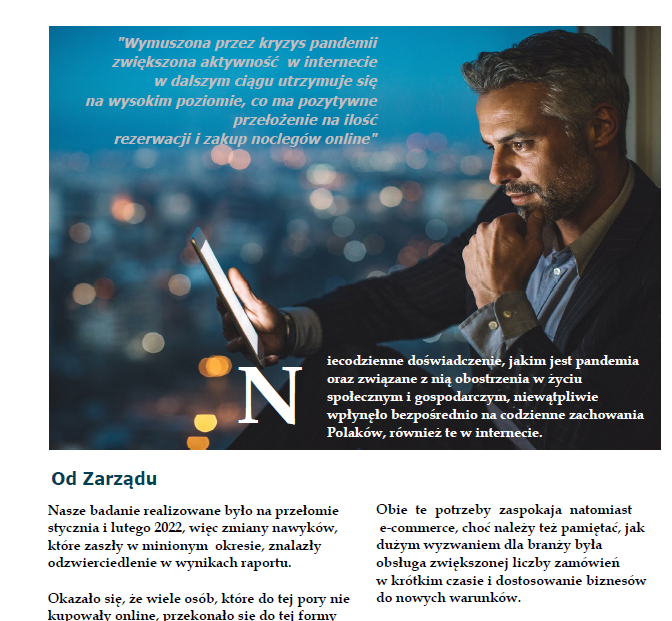 "Wymuszona przez kryzys pandemii
zwiększona aktywność w internecie
w dalszym ciągu utrzymuje się
na wysokim poziomie, co ma pozytywne
przełożenie na ilość
rezerwacji i zakup noclegów online"
N
iecodzienne doświadczenie, jakim jest pandemia
oraz związane z nią obostrzenia w życiu
społecznym i gospodarczym, niewątpliwie
wpłynęło bezpośrednio na codzienne zachowania
Polaków, również te w internecie.
Od Zarządu
Nasze badanie realizowane było na przełomie
stycznia i lutego 2022, więc zmiany nawyków,
które zaszły w minionym okresie, znalazły
odzwierciedlenie w wynikach raportu.
Okazało się, że wiele osób, które do tej pory nie
kupowały online, przekonało się do tej formy
Obie te potrzeby zaspokaja natomiast
e-commerce, choć należy też pamiętać, jak
dużym wyzwaniem dla branży była
obsługa zwiększonej liczby zamówień
w krótkim czasie i dostosowanie biznesów
do nowych warunków.